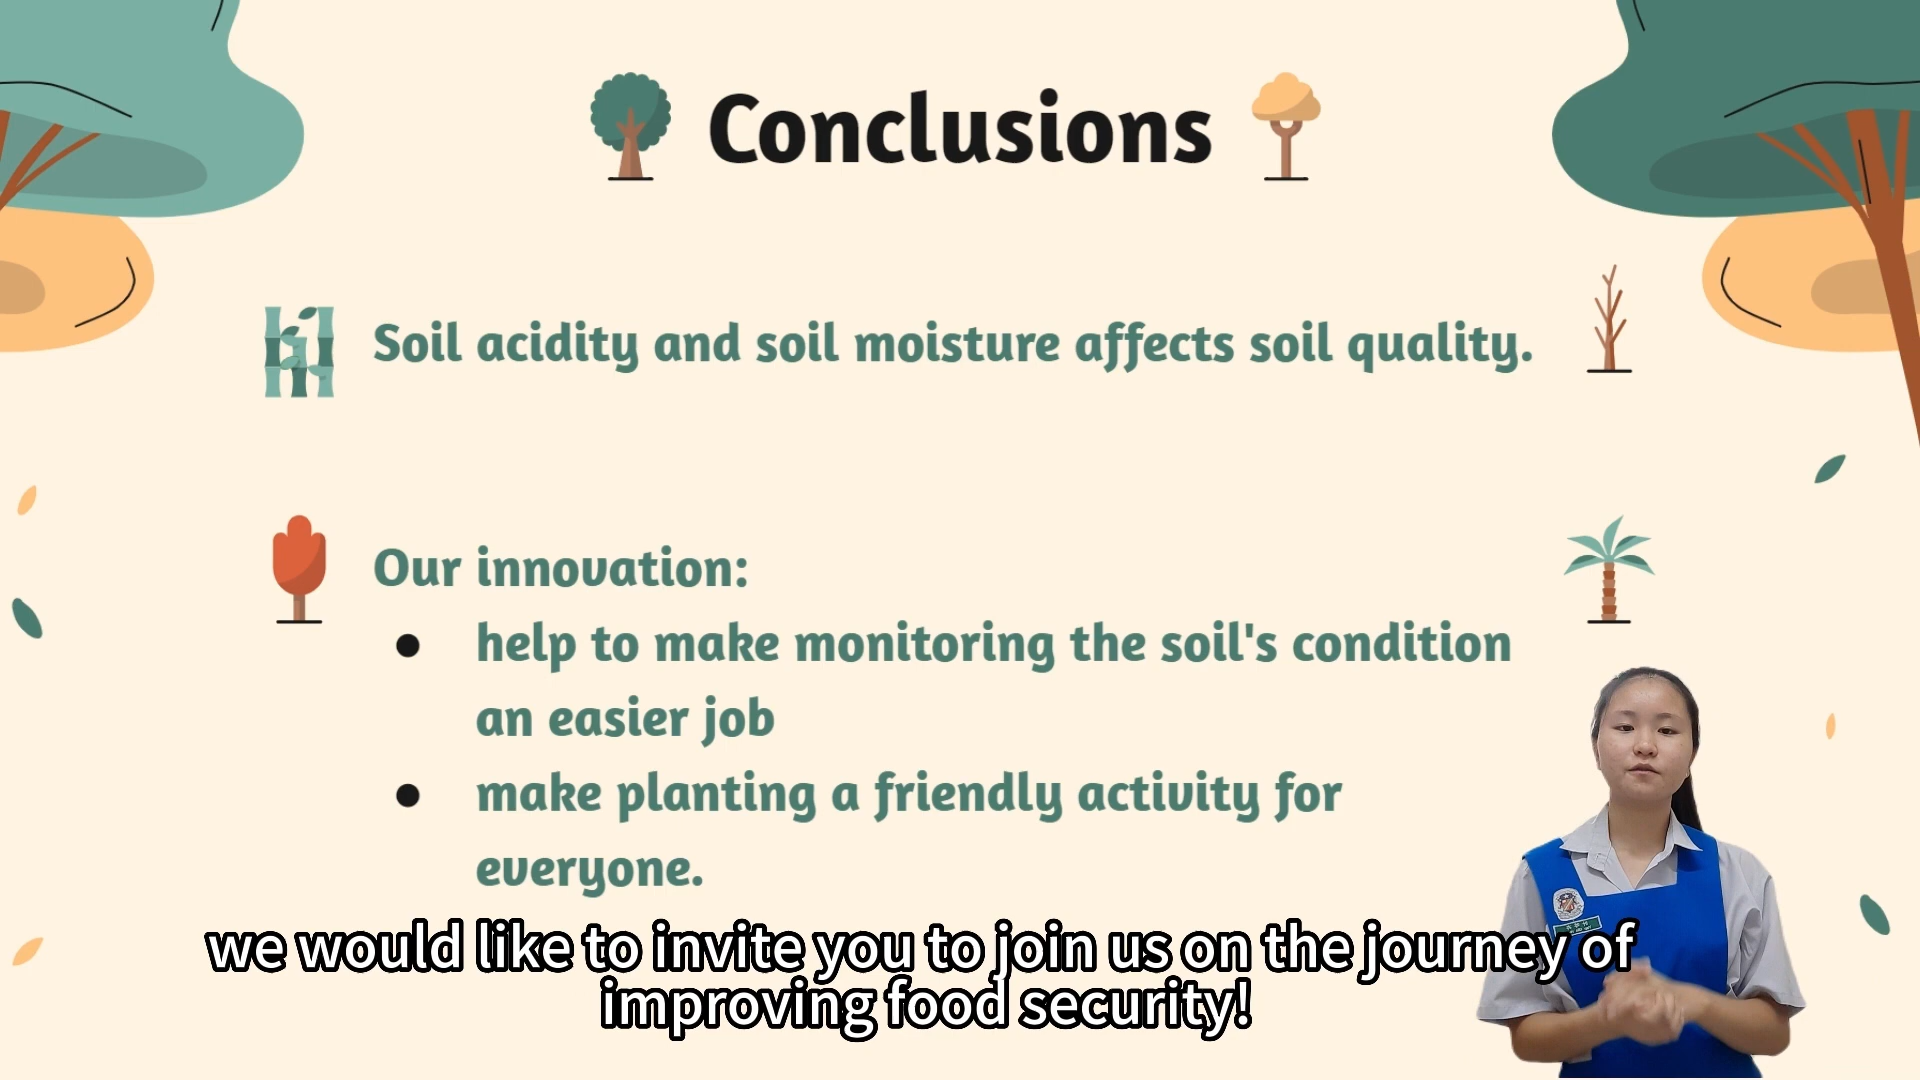 Conclusions
Soil acidity and soil moisture affects soil quality.
Our innovation:
● help to make monitoring the soil's condition
an easier job
● make planting a friendly activity for
everyone.
we would like to invite you to join us on the journey of
improving food security!